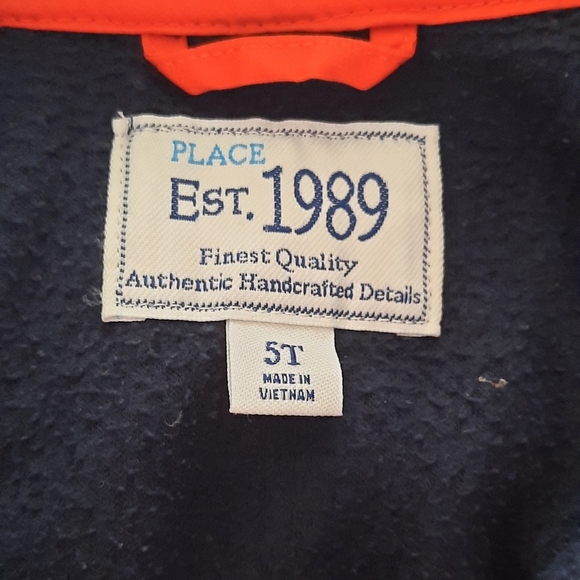 PLACE
EST. 1989
Finest Quality
Authentic Handcrafted Details
5T
MADE IN
VIETNAM